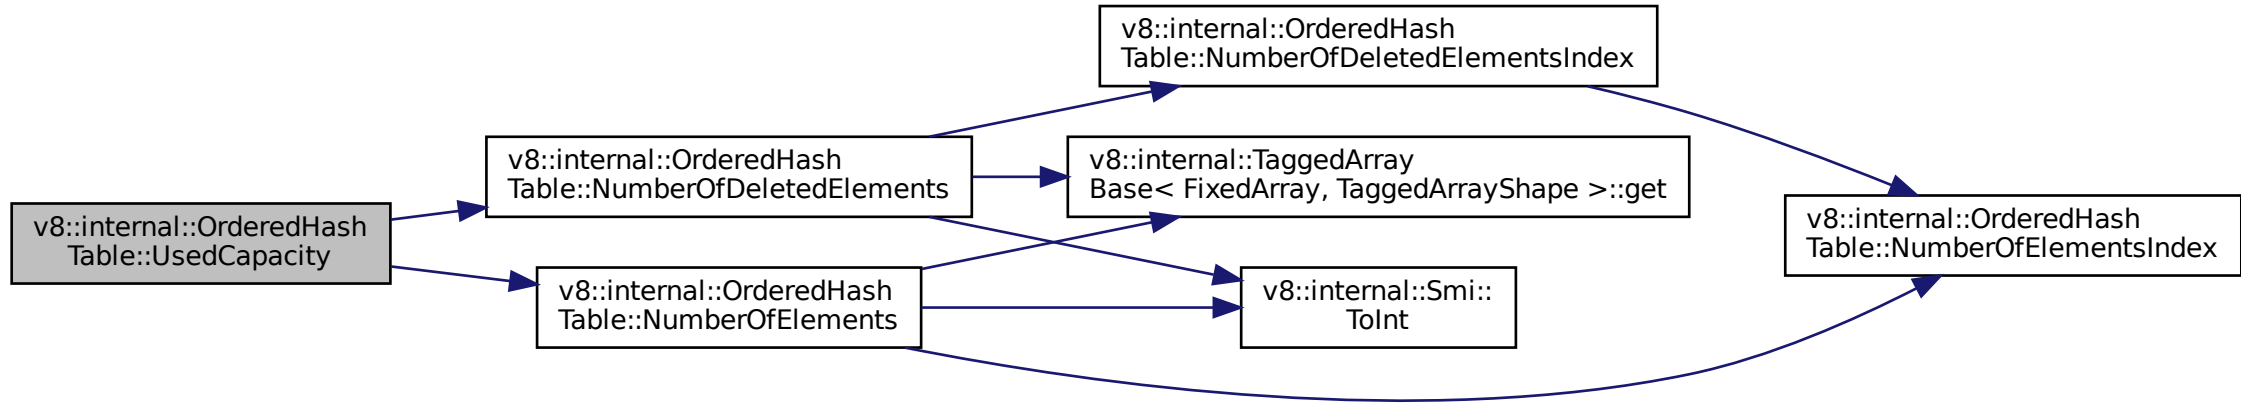 v8::internal::OrderedHash
Table::UsedCapacity
v8::internal::OrderedHash
Table::NumberOfDeletedElements
v8::internal::OrderedHash
Table::NumberOfElements
v8::internal::OrderedHash
Table::NumberOfDeletedElementsIndex
v8::internal::TaggedArray
Base< FixedArray, TaggedArrayShape >::get
v8::internal::Smi::
ToInt
v8::internal::OrderedHash
Table::NumberOfElementsIndex